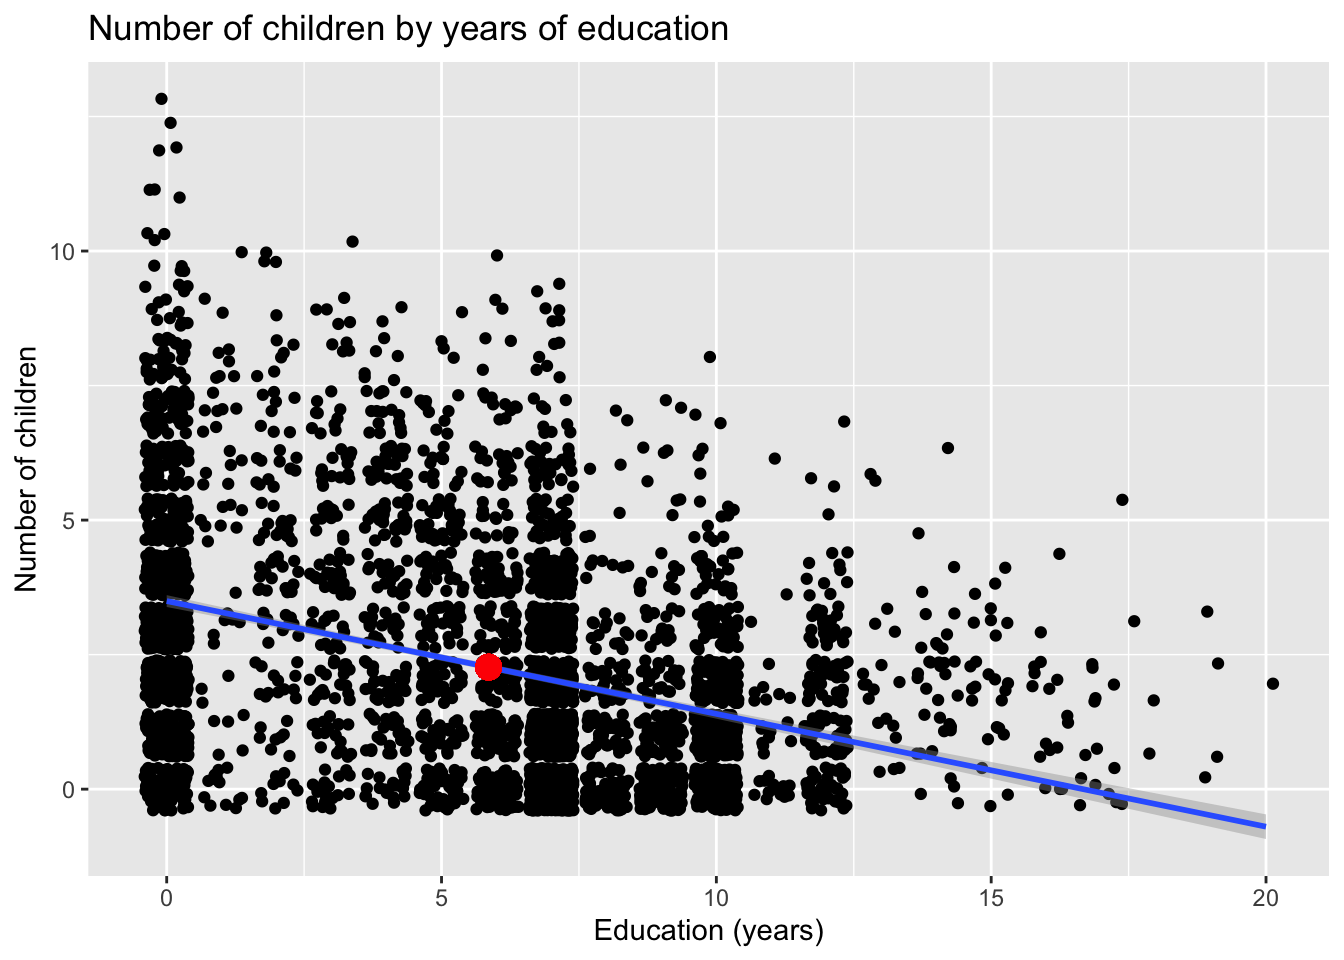 Number of children by years of education
Number of children
10
5
0
0 5 10 15 20
Education (years)